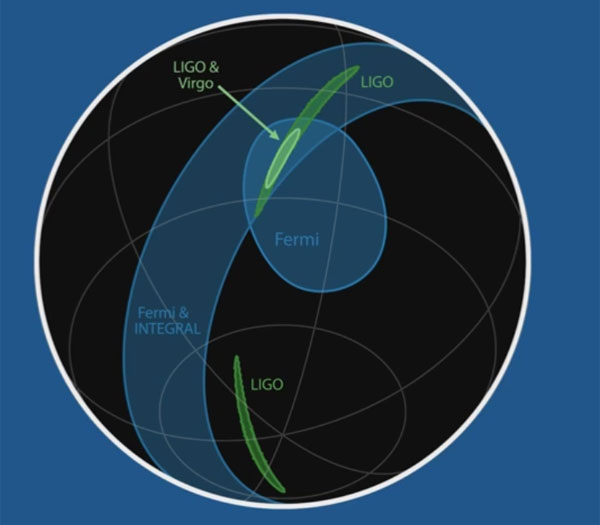 LIGO &
Virgo
LIGO
Fermi
Fermi &
INTEGRAL
LIGO